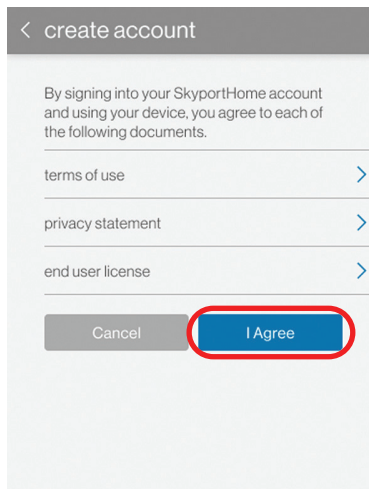 create account
By signing into your SkyportHome account
and using your device, you agree to each of
the following documents.
terms of use
privacy statement
end user license
Cancel
I Agree